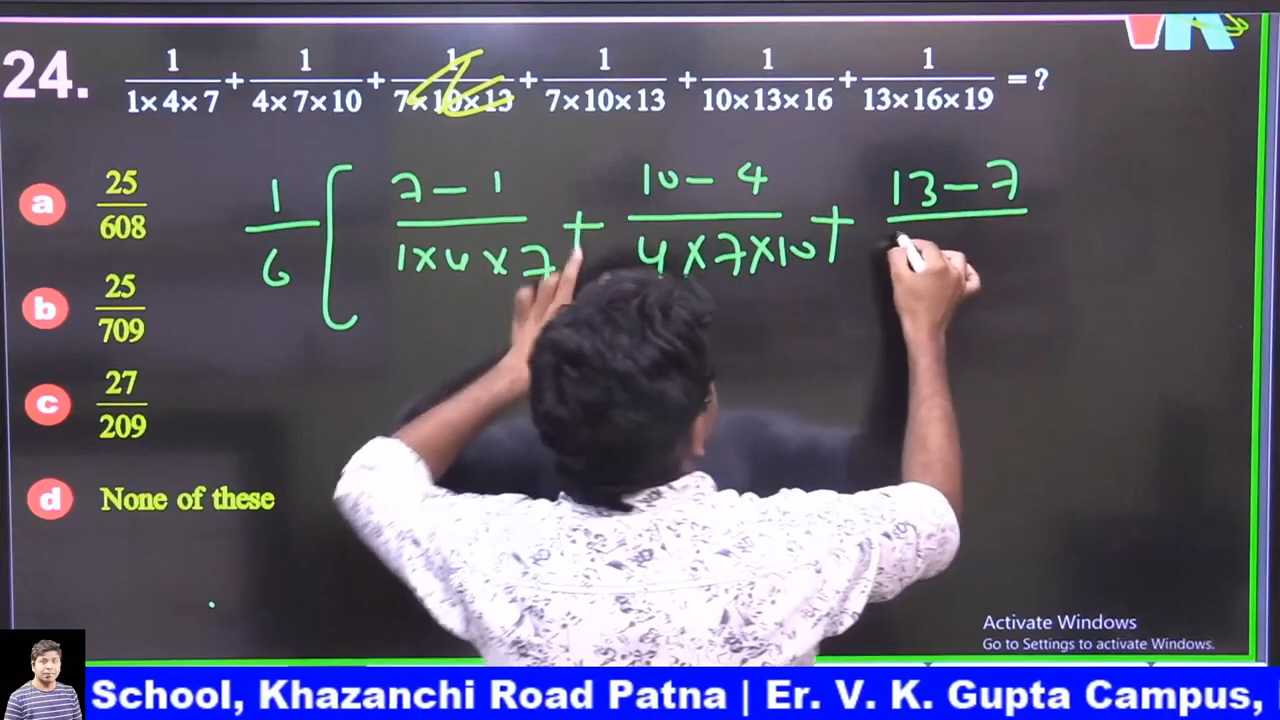 VK
24. 1/(1×4×7) + 1/(4×7×10) + 1/(7×10×13) + 1/(7×10×13) + 1/(10×13×16) + 1/(13×16×19) = ?
1/6 [ (7 – 1)/(1×4×7) + (10 – 4)/(4×7×10) + (13 – 7)/
a 25/608
b 25/709
c 27/209
d None of these
Activate Windows
Go to Settings to activate Windows.
School, Khazanchi Road Patna | Er. V. K. Gupta Campus,